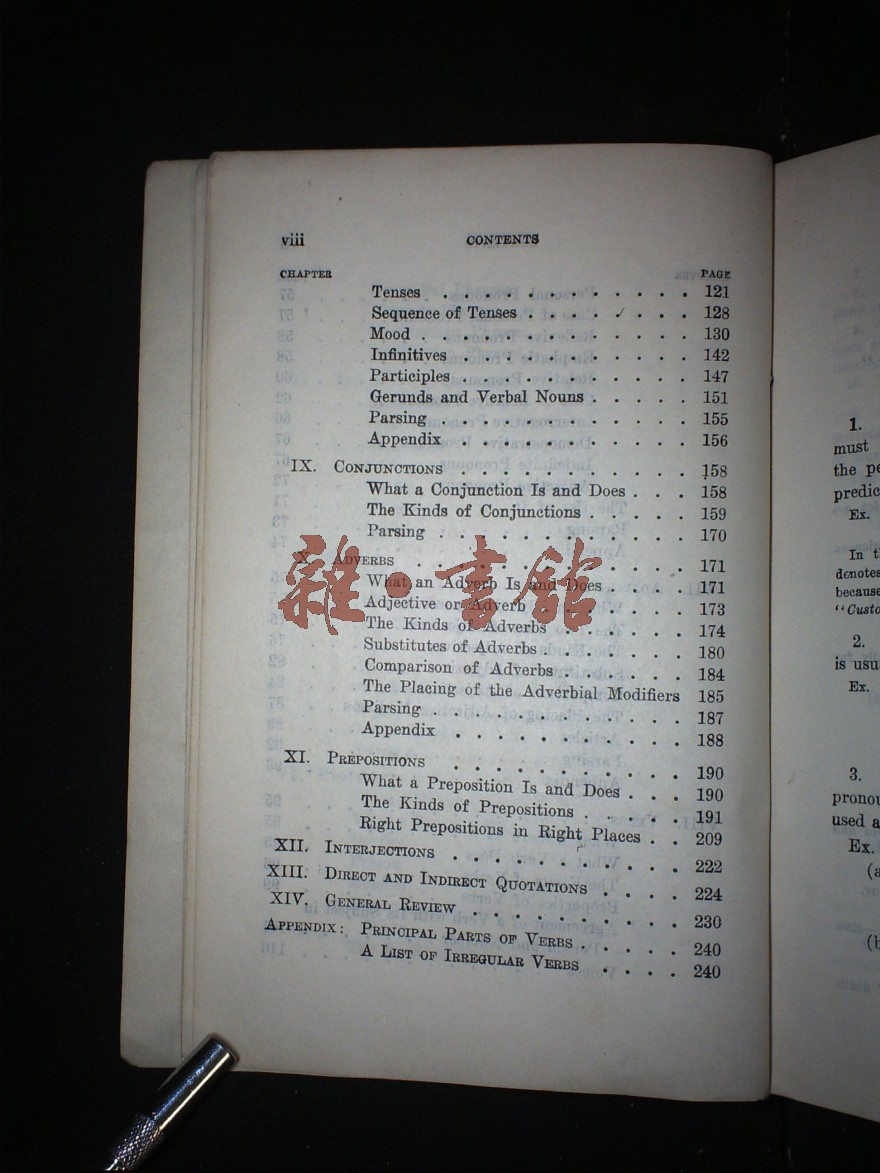 viii CONTENTS
CHAPTER PAGE
Tenses . . . . . . . . . . . . 121
Sequence of Tenses . . . . . . . . 128
Mood . . . . . . . . . . . . . 130
Infinitives . . . . . . . . . . . 142
Participles . . . . . . . . . . . 147
Gerunds and Verbal Nouns . . . . . 151
Parsing . . . . . . . . . . . . 155
Appendix . . . . . . . . . . . 156
IX. CONJUNCTIONS . . . . . . . . . . . 158
What a Conjunction Is and Does . . . 158
The Kinds of Conjunctions . . . . . 159
Parsing . . . . . . . . . . . . 170
X. ADVERBS . . . . . . . . . . . . . 171
What an Adverb Is and Does . . . . 171
Adjective or Adverb . . . . . . . . 173
The Kinds of Adverbs . . . . . . 174
Substitutes of Adverbs . . . . . . 180
Comparison of Adverbs . . . . . . 184
The Placing of the Adverbial Modifiers 185
Parsing . . . . . . . . . . . . 187
Appendix . . . . . . . . . . . 188
XI. PREPOSITIONS . . . . . . . . . . . 190
What a Preposition Is and Does . . . 190
The Kinds of Prepositions . . . . . 191
Right Prepositions in Right Places . . 209
XII. INTERJECTIONS . . . . . . . . . . 222
XIII. DIRECT AND INDIRECT QUOTATIONS . . . . 224
XIV. GENERAL REVIEW . . . . . . . . . . 230
APPENDIX: PRINCIPAL PARTS OF VERBS . . . . . 240
A LIST OF IRREGULAR VERBS . . . . 240
雜·書館
1.
must
the pe
predic
Ex.
In t
denotes
because
"Custo
2.
is usu
Ex.
3.
pronou
used a
Ex.
(a
(b